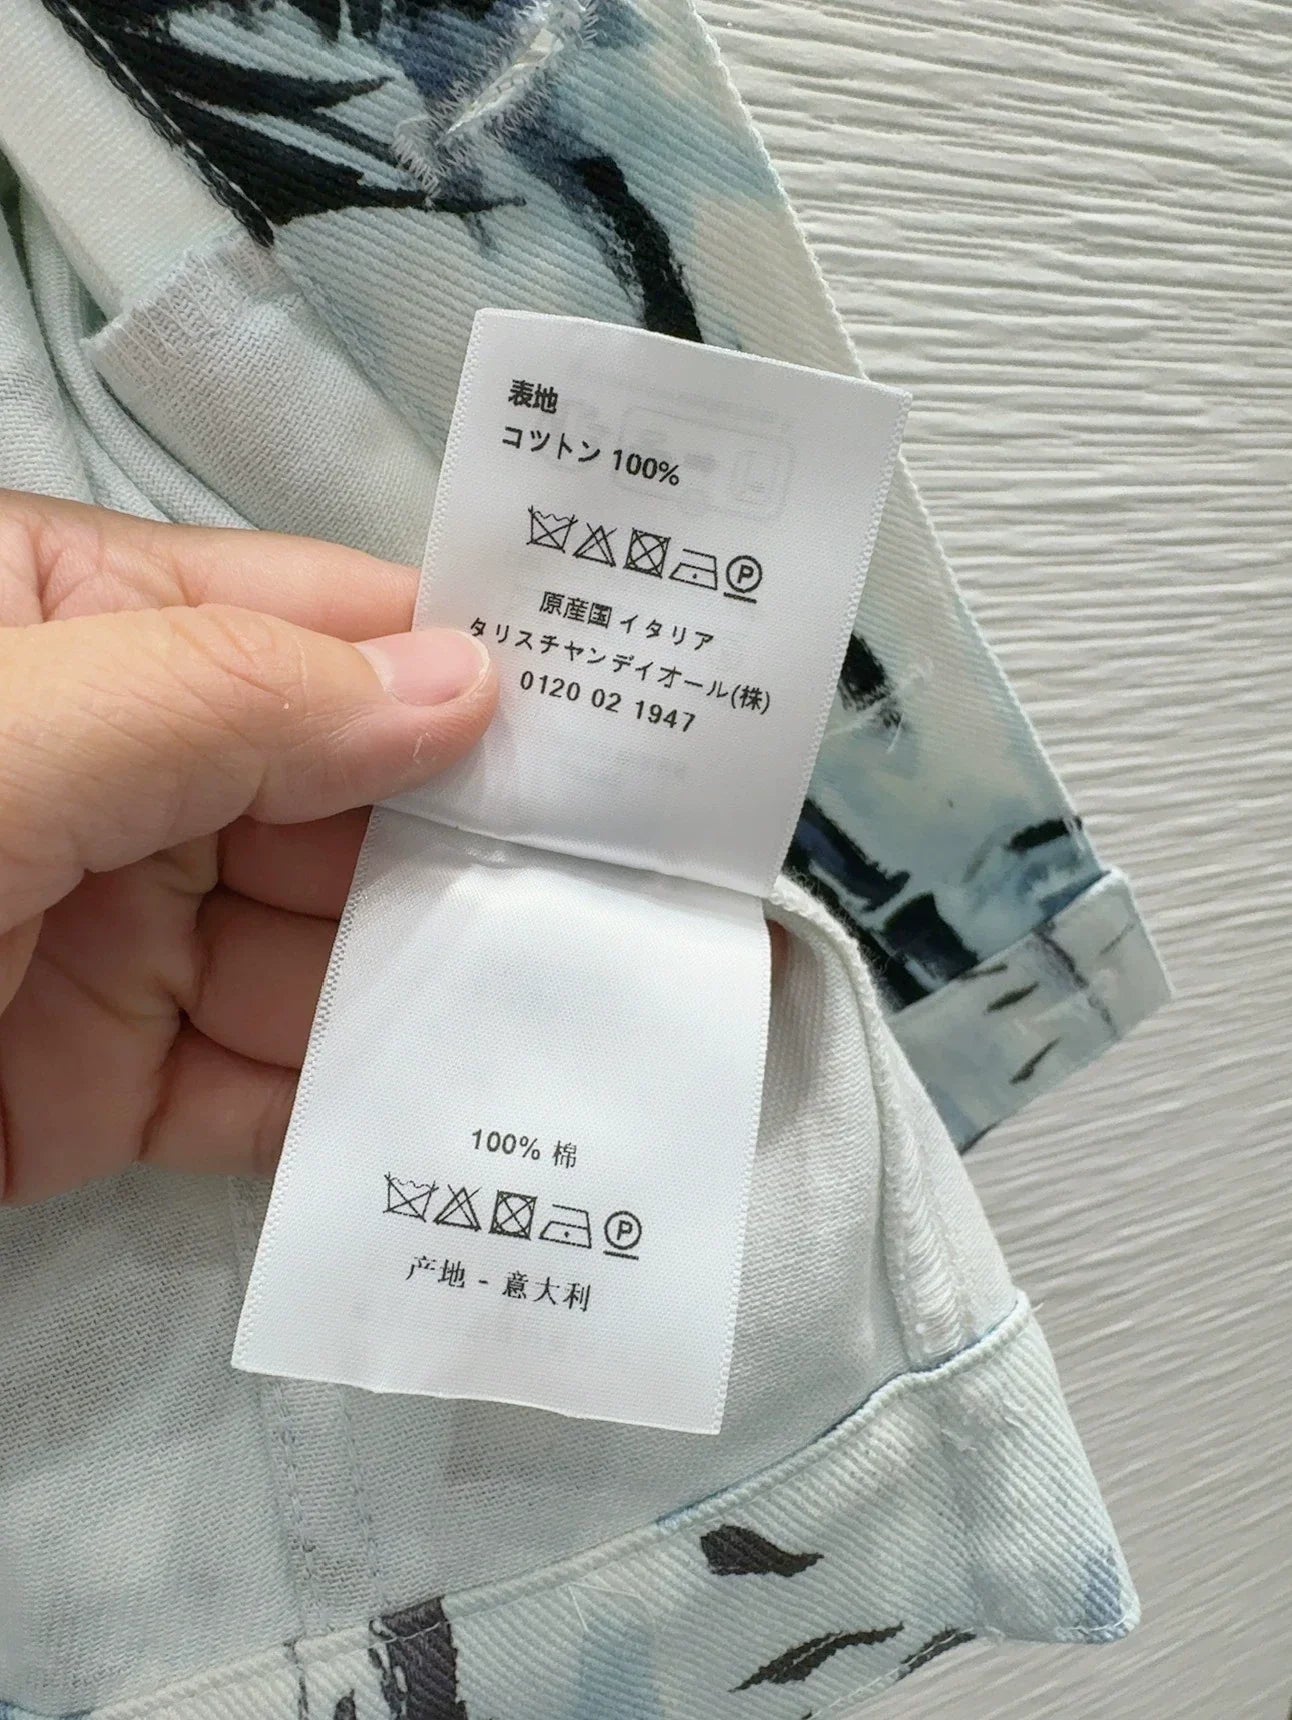 表地
コットン 100%
P
原産国 イタリア
タリスチャンディオール(株)
0120 02 1947
100% 棉
P
产地 - 意大利